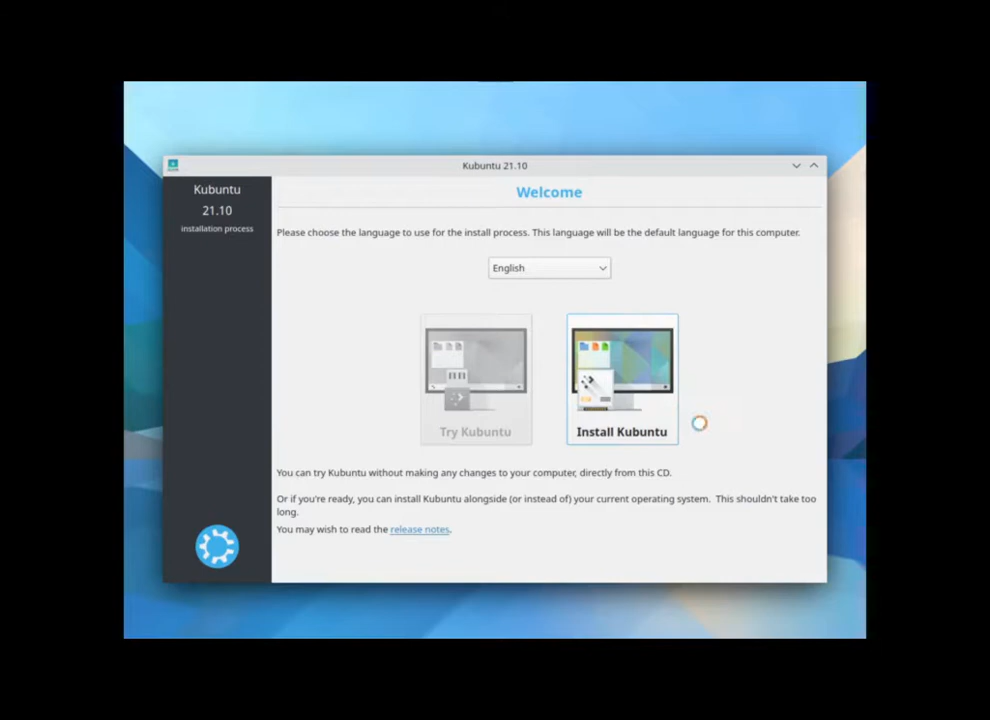 Kubuntu 21.10
Kubuntu
21.10
installation process
Welcome
Please choose the language to use for the install process. This language will be the default language for this computer.
English
Try Kubuntu
Install Kubuntu
You can try Kubuntu without making any changes to your computer, directly from this CD.
Or if you're ready, you can install Kubuntu alongside (or instead of) your current operating system. This shouldn't take too
long.
You may wish to read the release notes.